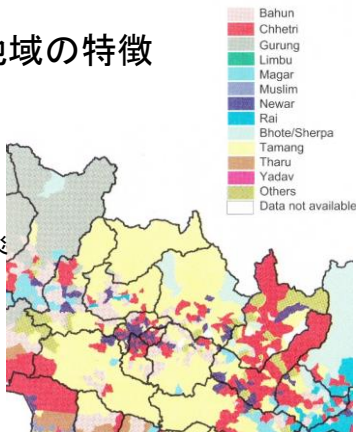 域の特徴
Bahun
Chhetri
Gurung
Limbu
Magar
Muslim
Newar
Rai
Bhote/Sherpa
Tamang
Tharu
Yadav
Others
Data not available